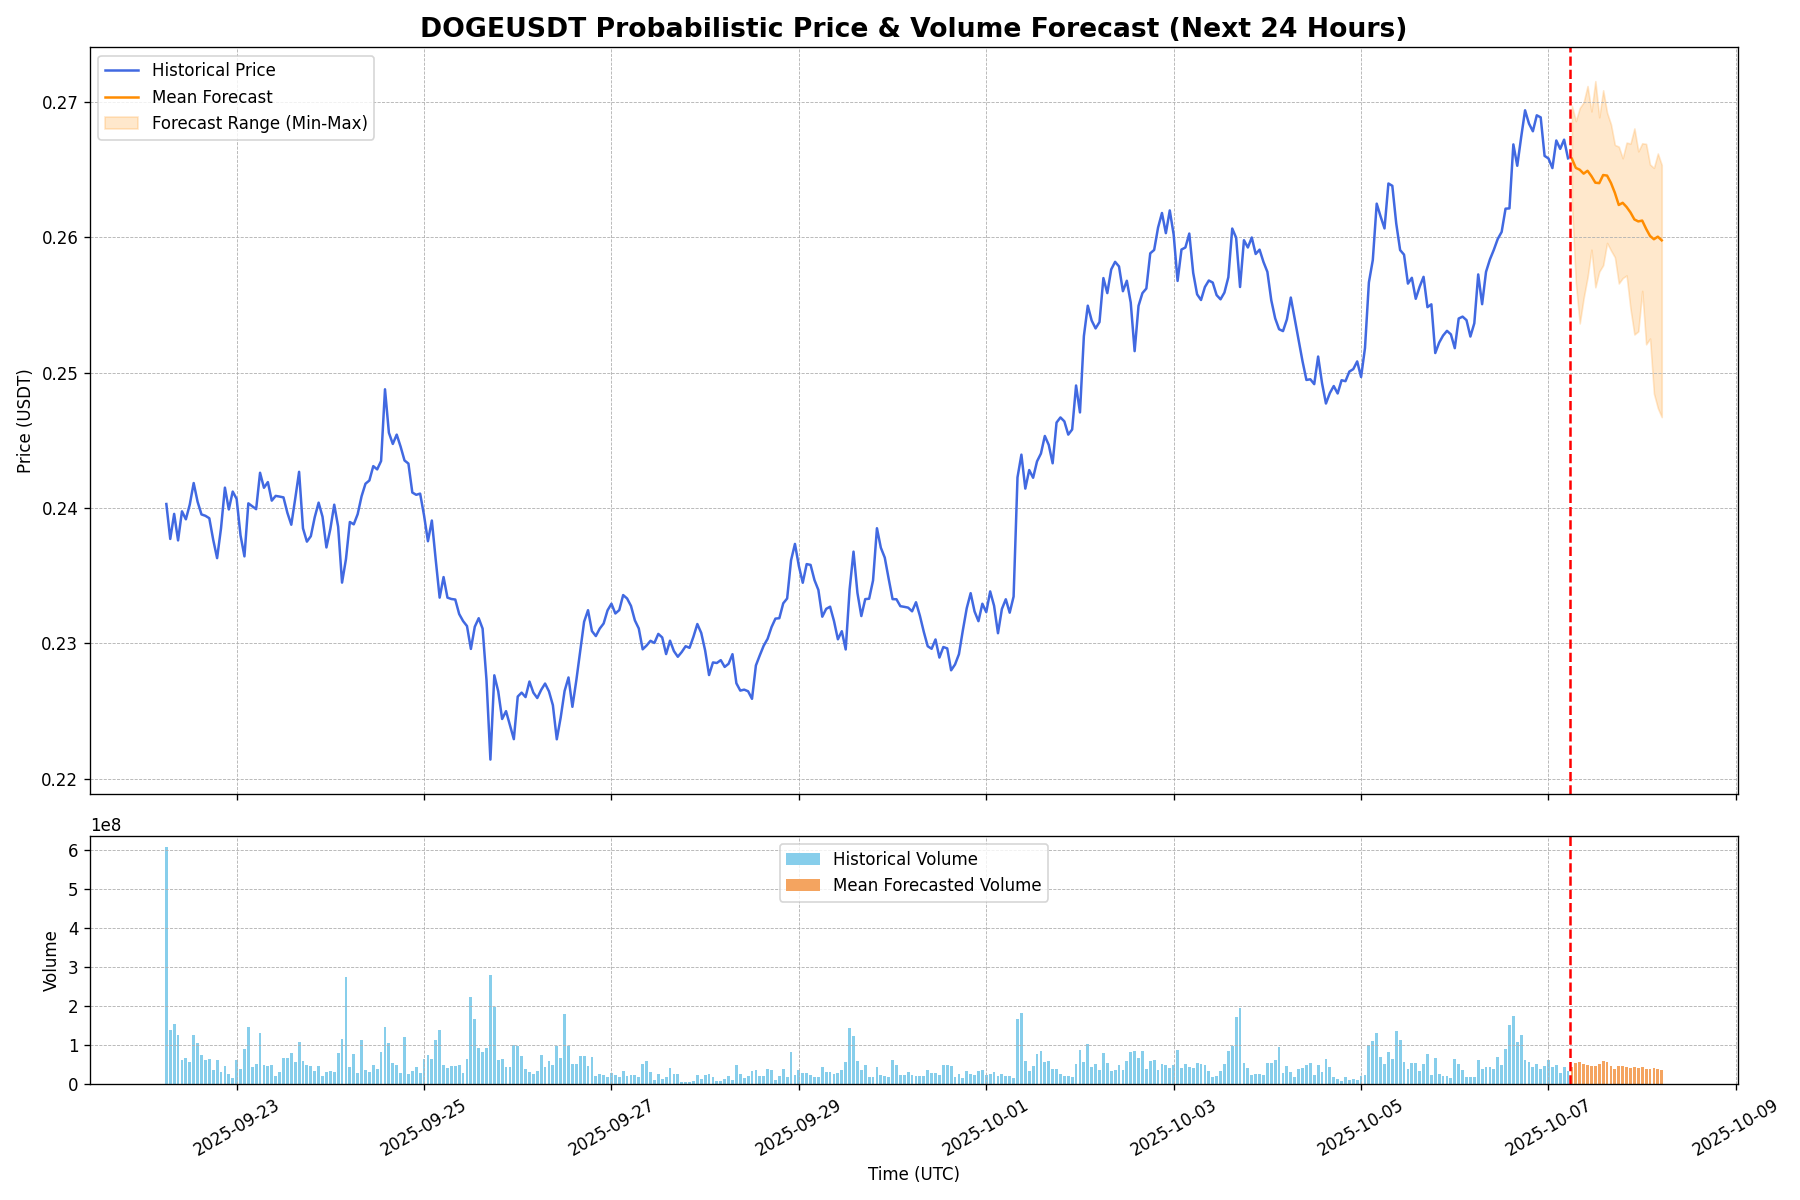 DOGEUSDT Probabilistic Price & Volume Forecast (Next 24 Hours)
Historical Price
Mean Forecast
Forecast Range (Min-Max)
Price (USDT)
0.27
0.26
0.25
0.24
0.23
0.22
1e8
Historical Volume
Mean Forecasted Volume
Volume
6
5
4
3
2
1
0
2025-09-23
2025-09-25
2025-09-27
2025-09-29
2025-10-01
2025-10-03
2025-10-05
2025-10-07
2025-10-09
Time (UTC)